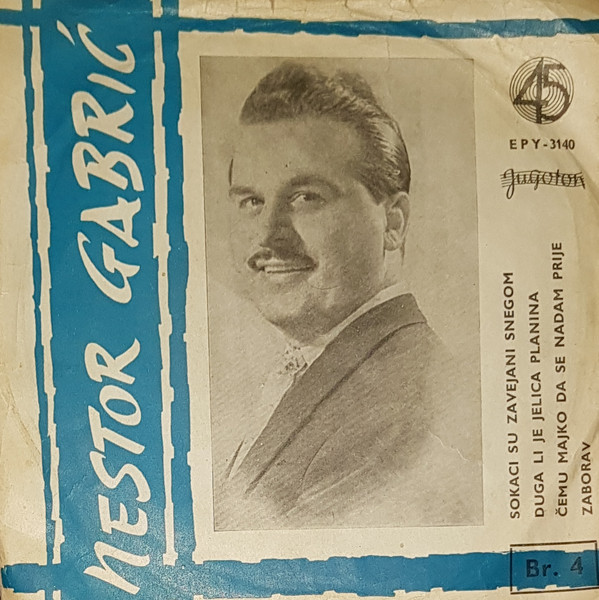 NESTOR GABRIĆ
45
EPY-3140
Jugoton
SOKACI SU ZAVEJANI SNEGOM
DUGA LI JE JELICA PLANINA
ČEMU MAJKO DA SE NADAM PRIJE
ZABORAV
Br. 4